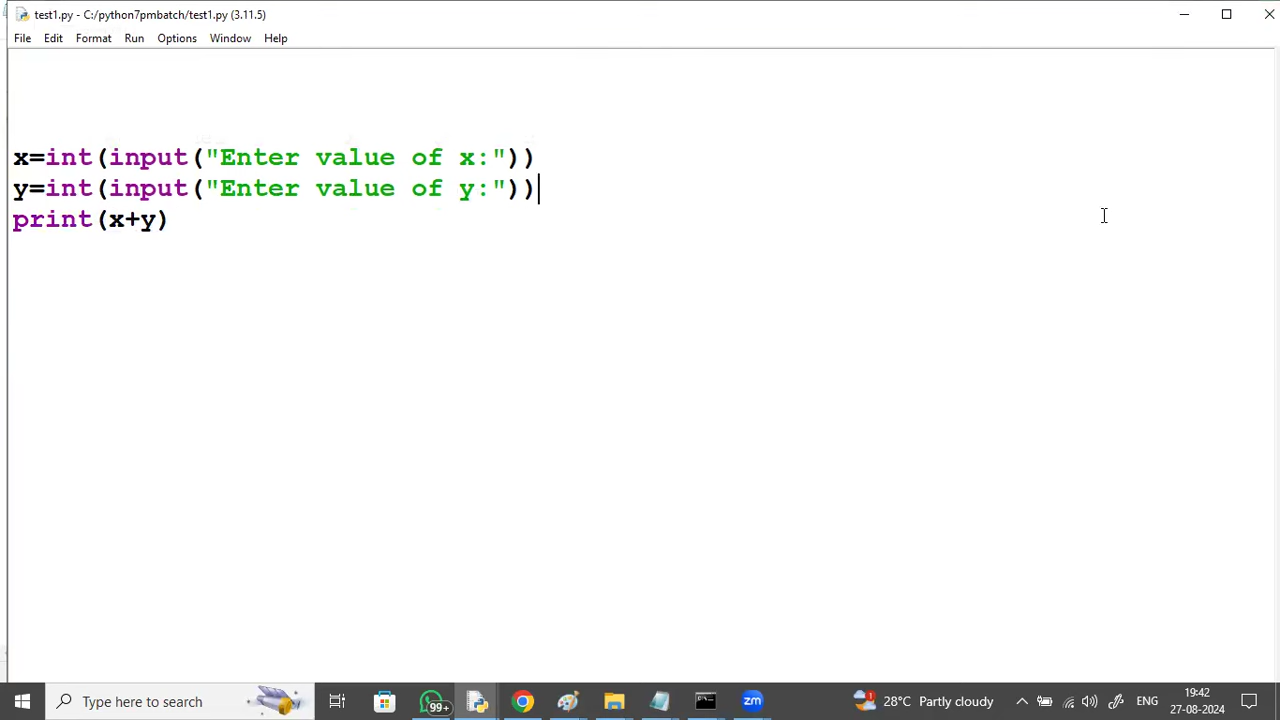 test1.py - C:/python7pmbatch/test1.py (3.11.5)
File Edit Format Run Options Window Help
x=int(input("Enter value of x:"))
y=int(input("Enter value of y:"))
print(x+y)
Type here to search
99+
zm
1
28°C Partly cloudy
ENG
19:42
27-08-2024